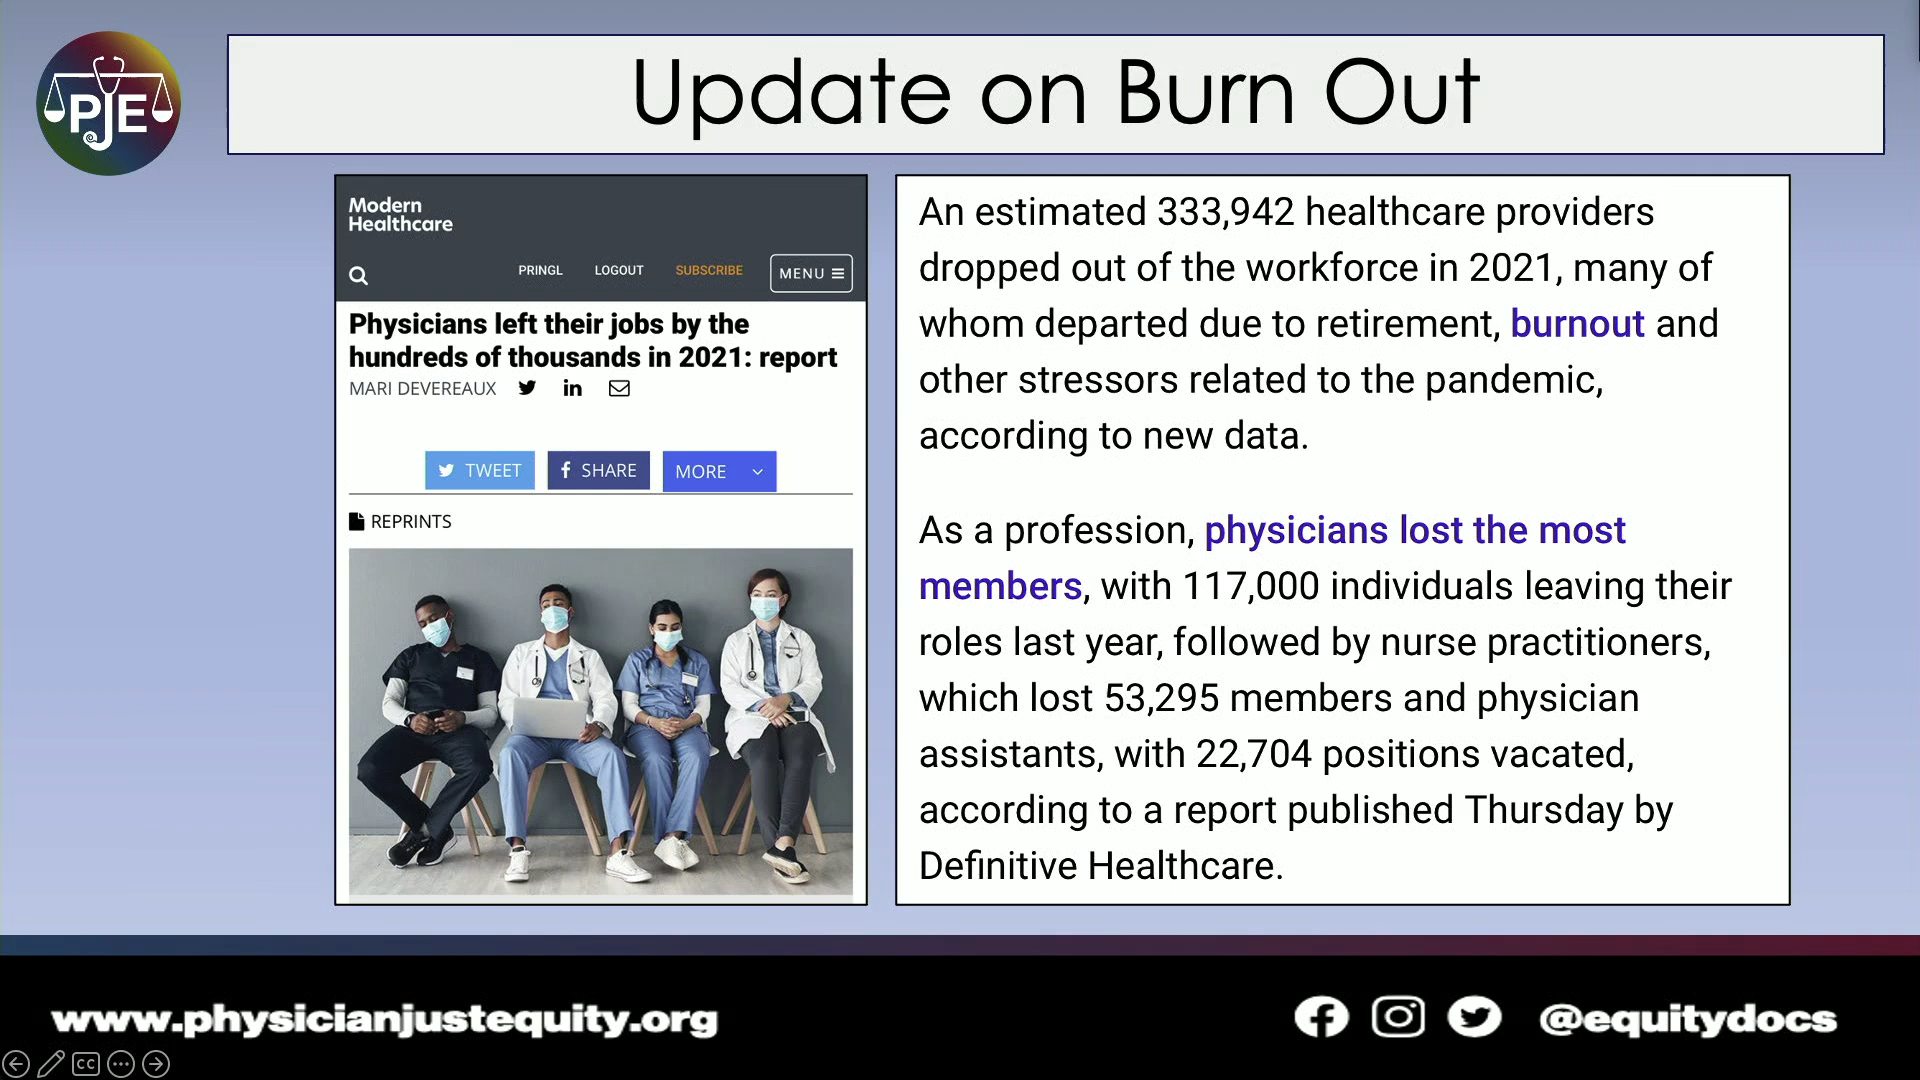 PJE
Update on Burn Out
Modern
Healthcare
PRINGL LOGOUT SUBSCRIBE MENU
Physicians left their jobs by the
hundreds of thousands in 2021: report
MARI DEVEREAUX
TWEET SHARE MORE
REPRINTS
An estimated 333,942 healthcare providers
dropped out of the workforce in 2021, many of
whom departed due to retirement, burnout and
other stressors related to the pandemic,
according to new data.
As a profession, physicians lost the most
members, with 117,000 individuals leaving their
roles last year, followed by nurse practitioners,
which lost 53,295 members and physician
assistants, with 22,704 positions vacated,
according to a report published Thursday by
Definitive Healthcare.
www.physicianjustequity.org
@equitydocs
CC